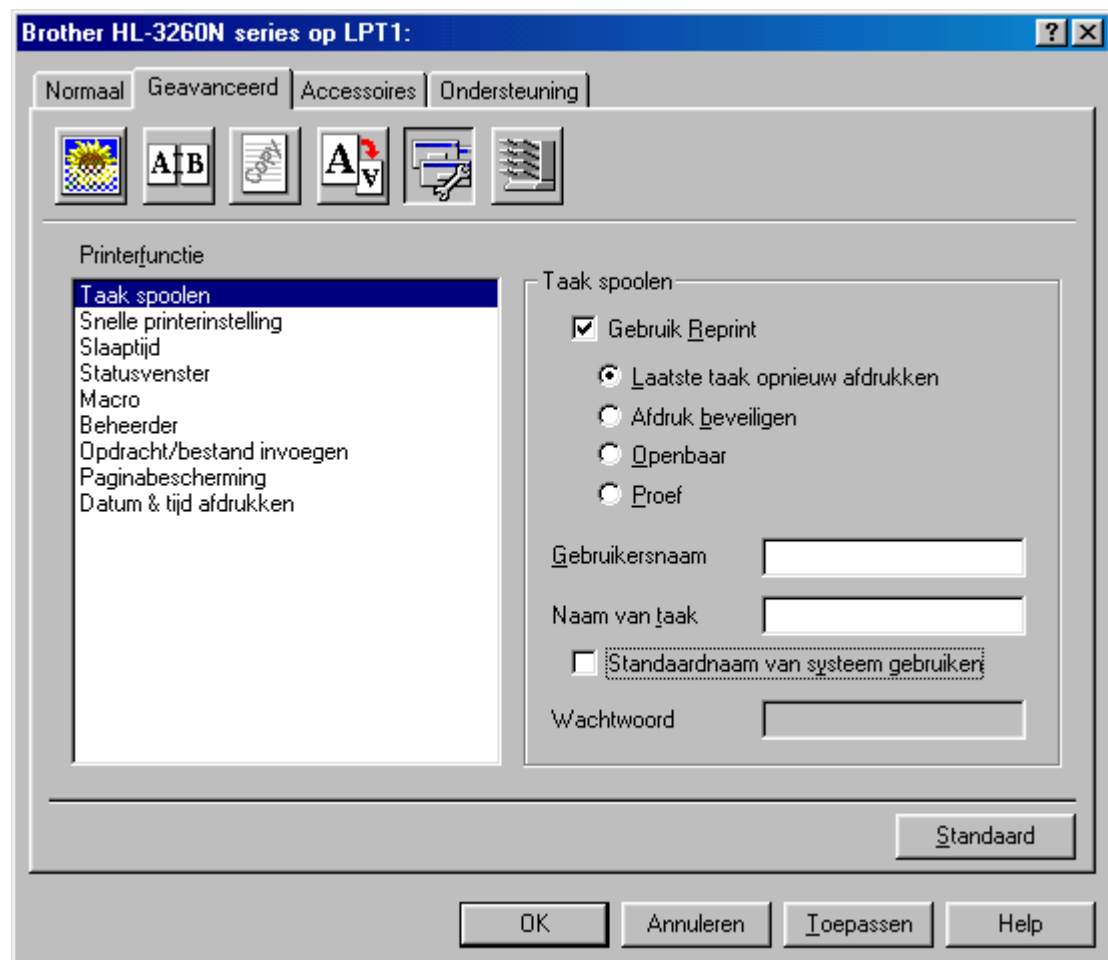 Brother HL-3260N series op LPT1:
Normaal Geavanceerd Accessoires Ondersteuning
A B
copy
A
V
Printerfunctie
Taak spoolen
Snelle printerinstelling
Slaaptijd
Statusvenster
Macro
Beheerder
Opdracht/bestand invoegen
Paginabescherming
Datum & tijd afdrukken
Taak spoolen
Gebruik Reprint
Laatste taak opnieuw afdrukken
Afdruk beveiligen
Openbaar
Proef
Gebruikersnaam
Naam van taak
Standaardnaam van systeem gebruiken
Wachtwoord
Standaard
OK Annuleren Toepassen Help